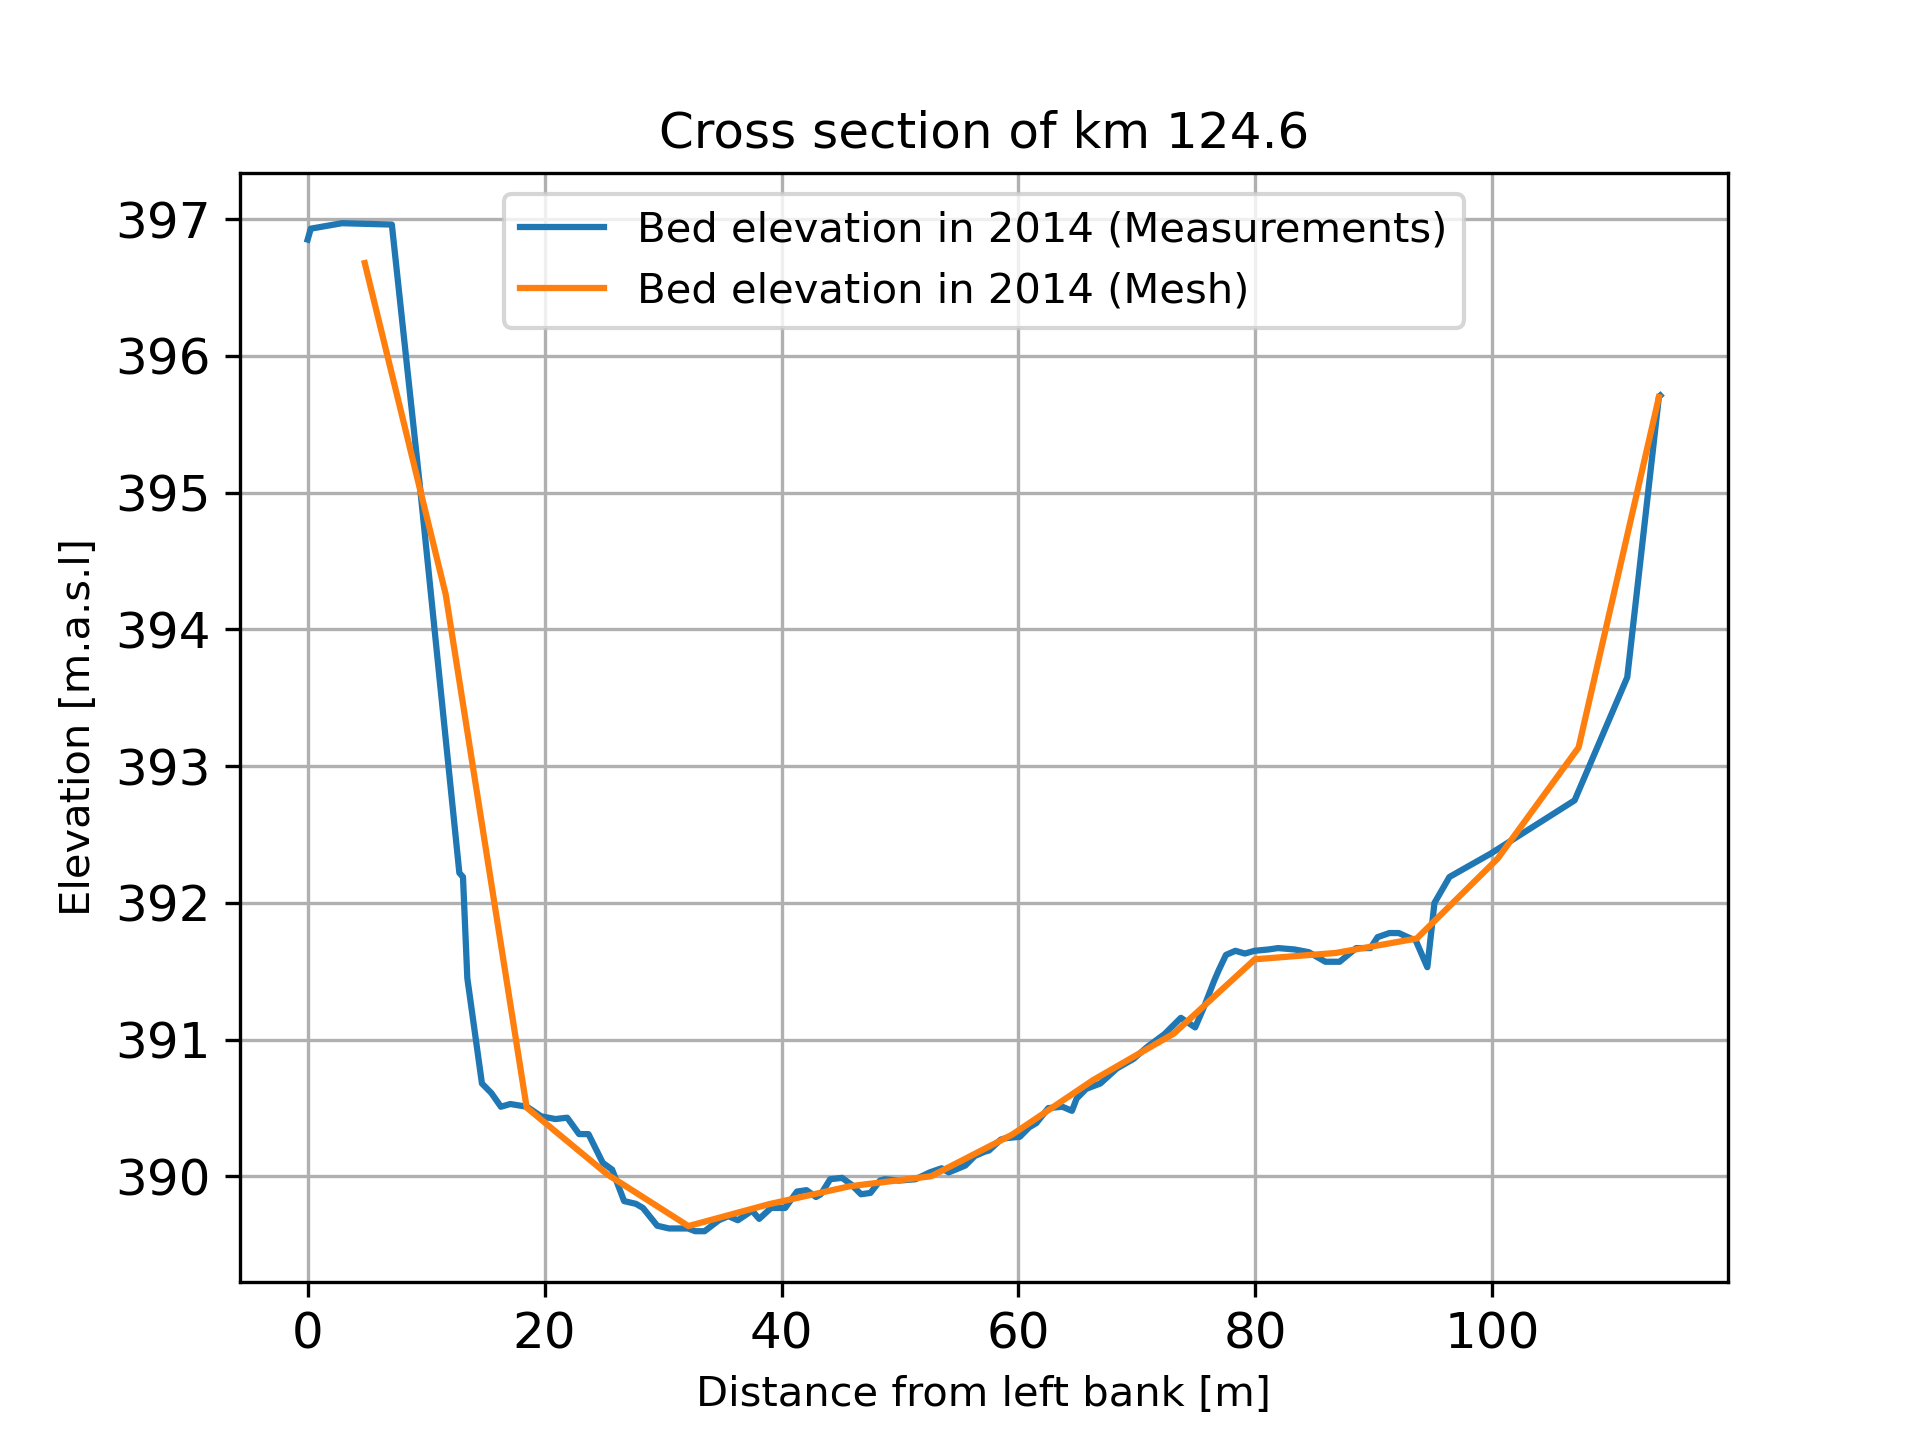 Cross section of km 124.6
Bed elevation in 2014 (Measurements)
Bed elevation in 2014 (Mesh)
Elevation [m.a.s.l]
397
396
395
394
393
392
391
390
0 20 40 60 80 100
Distance from left bank [m]